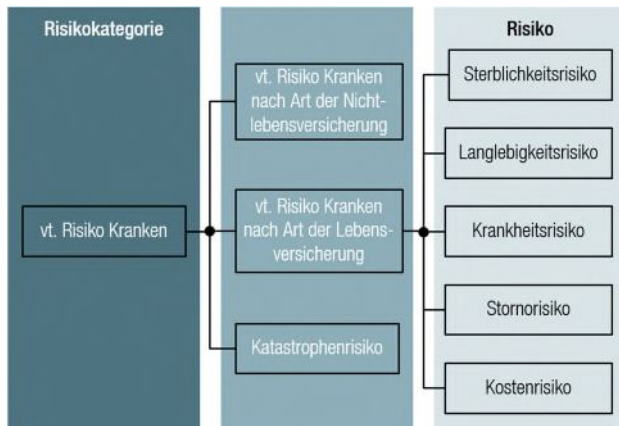 Risikokategorie
vt. Risiko Kranken
vt. Risiko Kranken
nach Art der Nicht-
lebensversicherung
vt. Risiko Kranken
nach Art der Lebens-
versicherung
Katastrophenrisiko
Risiko
Sterblichkeitsrisiko
Langlebigkeitsrisiko
Krankheitsrisiko
Stornorisiko
Kostenrisiko